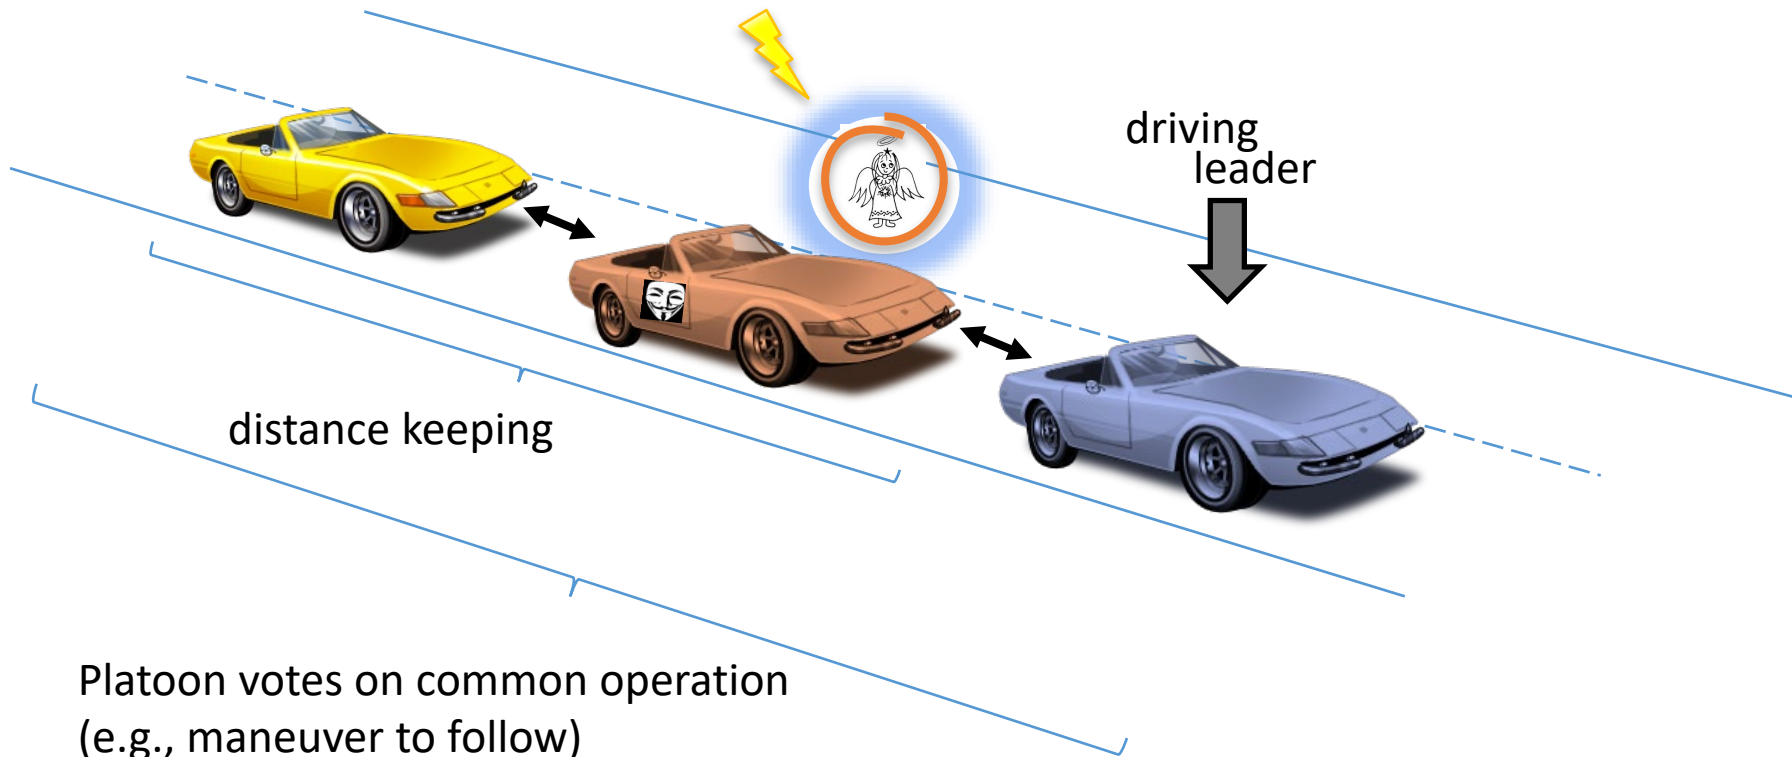 driving
leader
distance keeping
Platoon votes on common operation
(e.g., maneuver to follow)